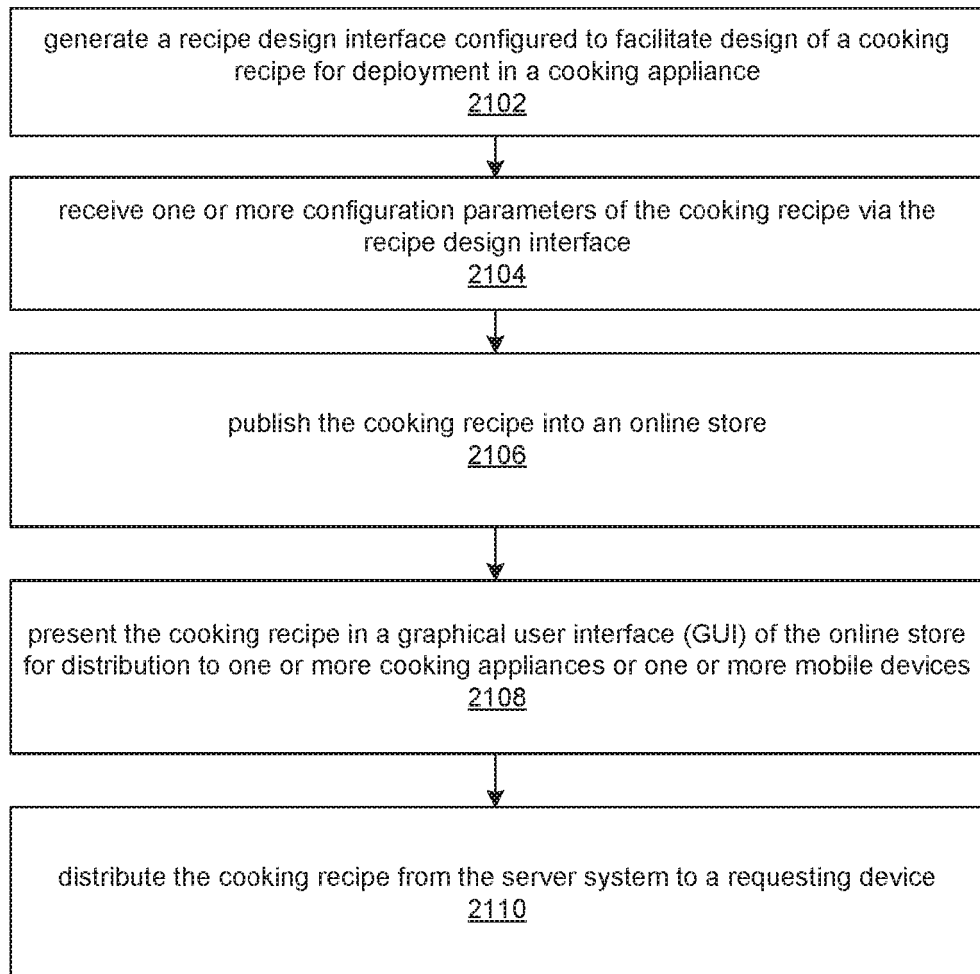 generate a recipe design interface configured to facilitate design of a cooking
recipe for deployment in a cooking appliance
2102
receive one or more configuration parameters of the cooking recipe via the
recipe design interface
2104
publish the cooking recipe into an online store
2106
present the cooking recipe in a graphical user interface (GUI) of the online store
for distribution to one or more cooking appliances or one or more mobile devices
2108
distribute the cooking recipe from the server system to a requesting device
2110